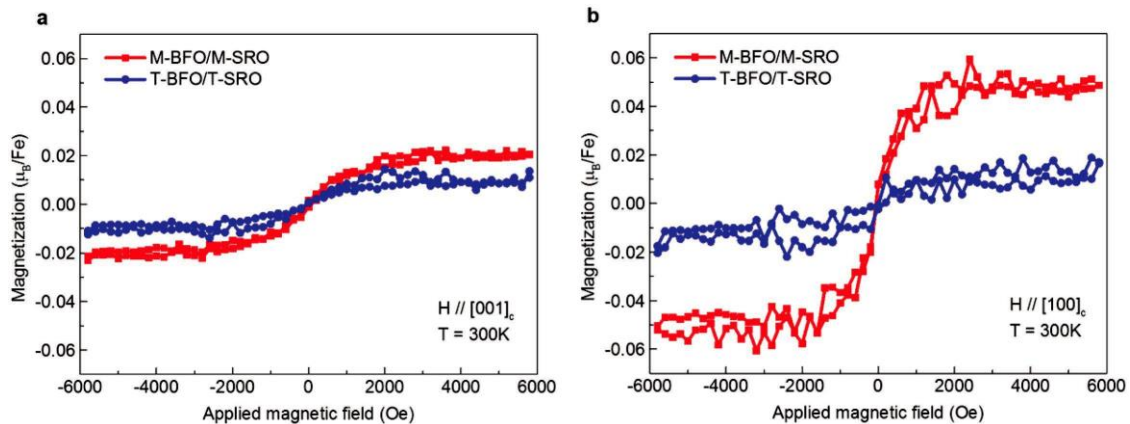 a
M-BFO/M-SRO
T-BFO/T-SRO
0.06
0.04
0.02
0.00
-0.02
-0.04
-0.06
Magnetization (μB/Fe)
H // [001]c
T = 300K
-6000 -4000 -2000 0 2000 4000 6000
Applied magnetic field (Oe)
b
M-BFO/M-SRO
T-BFO/T-SRO
0.06
0.04
0.02
0.00
-0.02
-0.04
-0.06
Magnetization (μB/Fe)
H // [100]c
T = 300K
-6000 -4000 -2000 0 2000 4000 6000
Applied magnetic field (Oe)